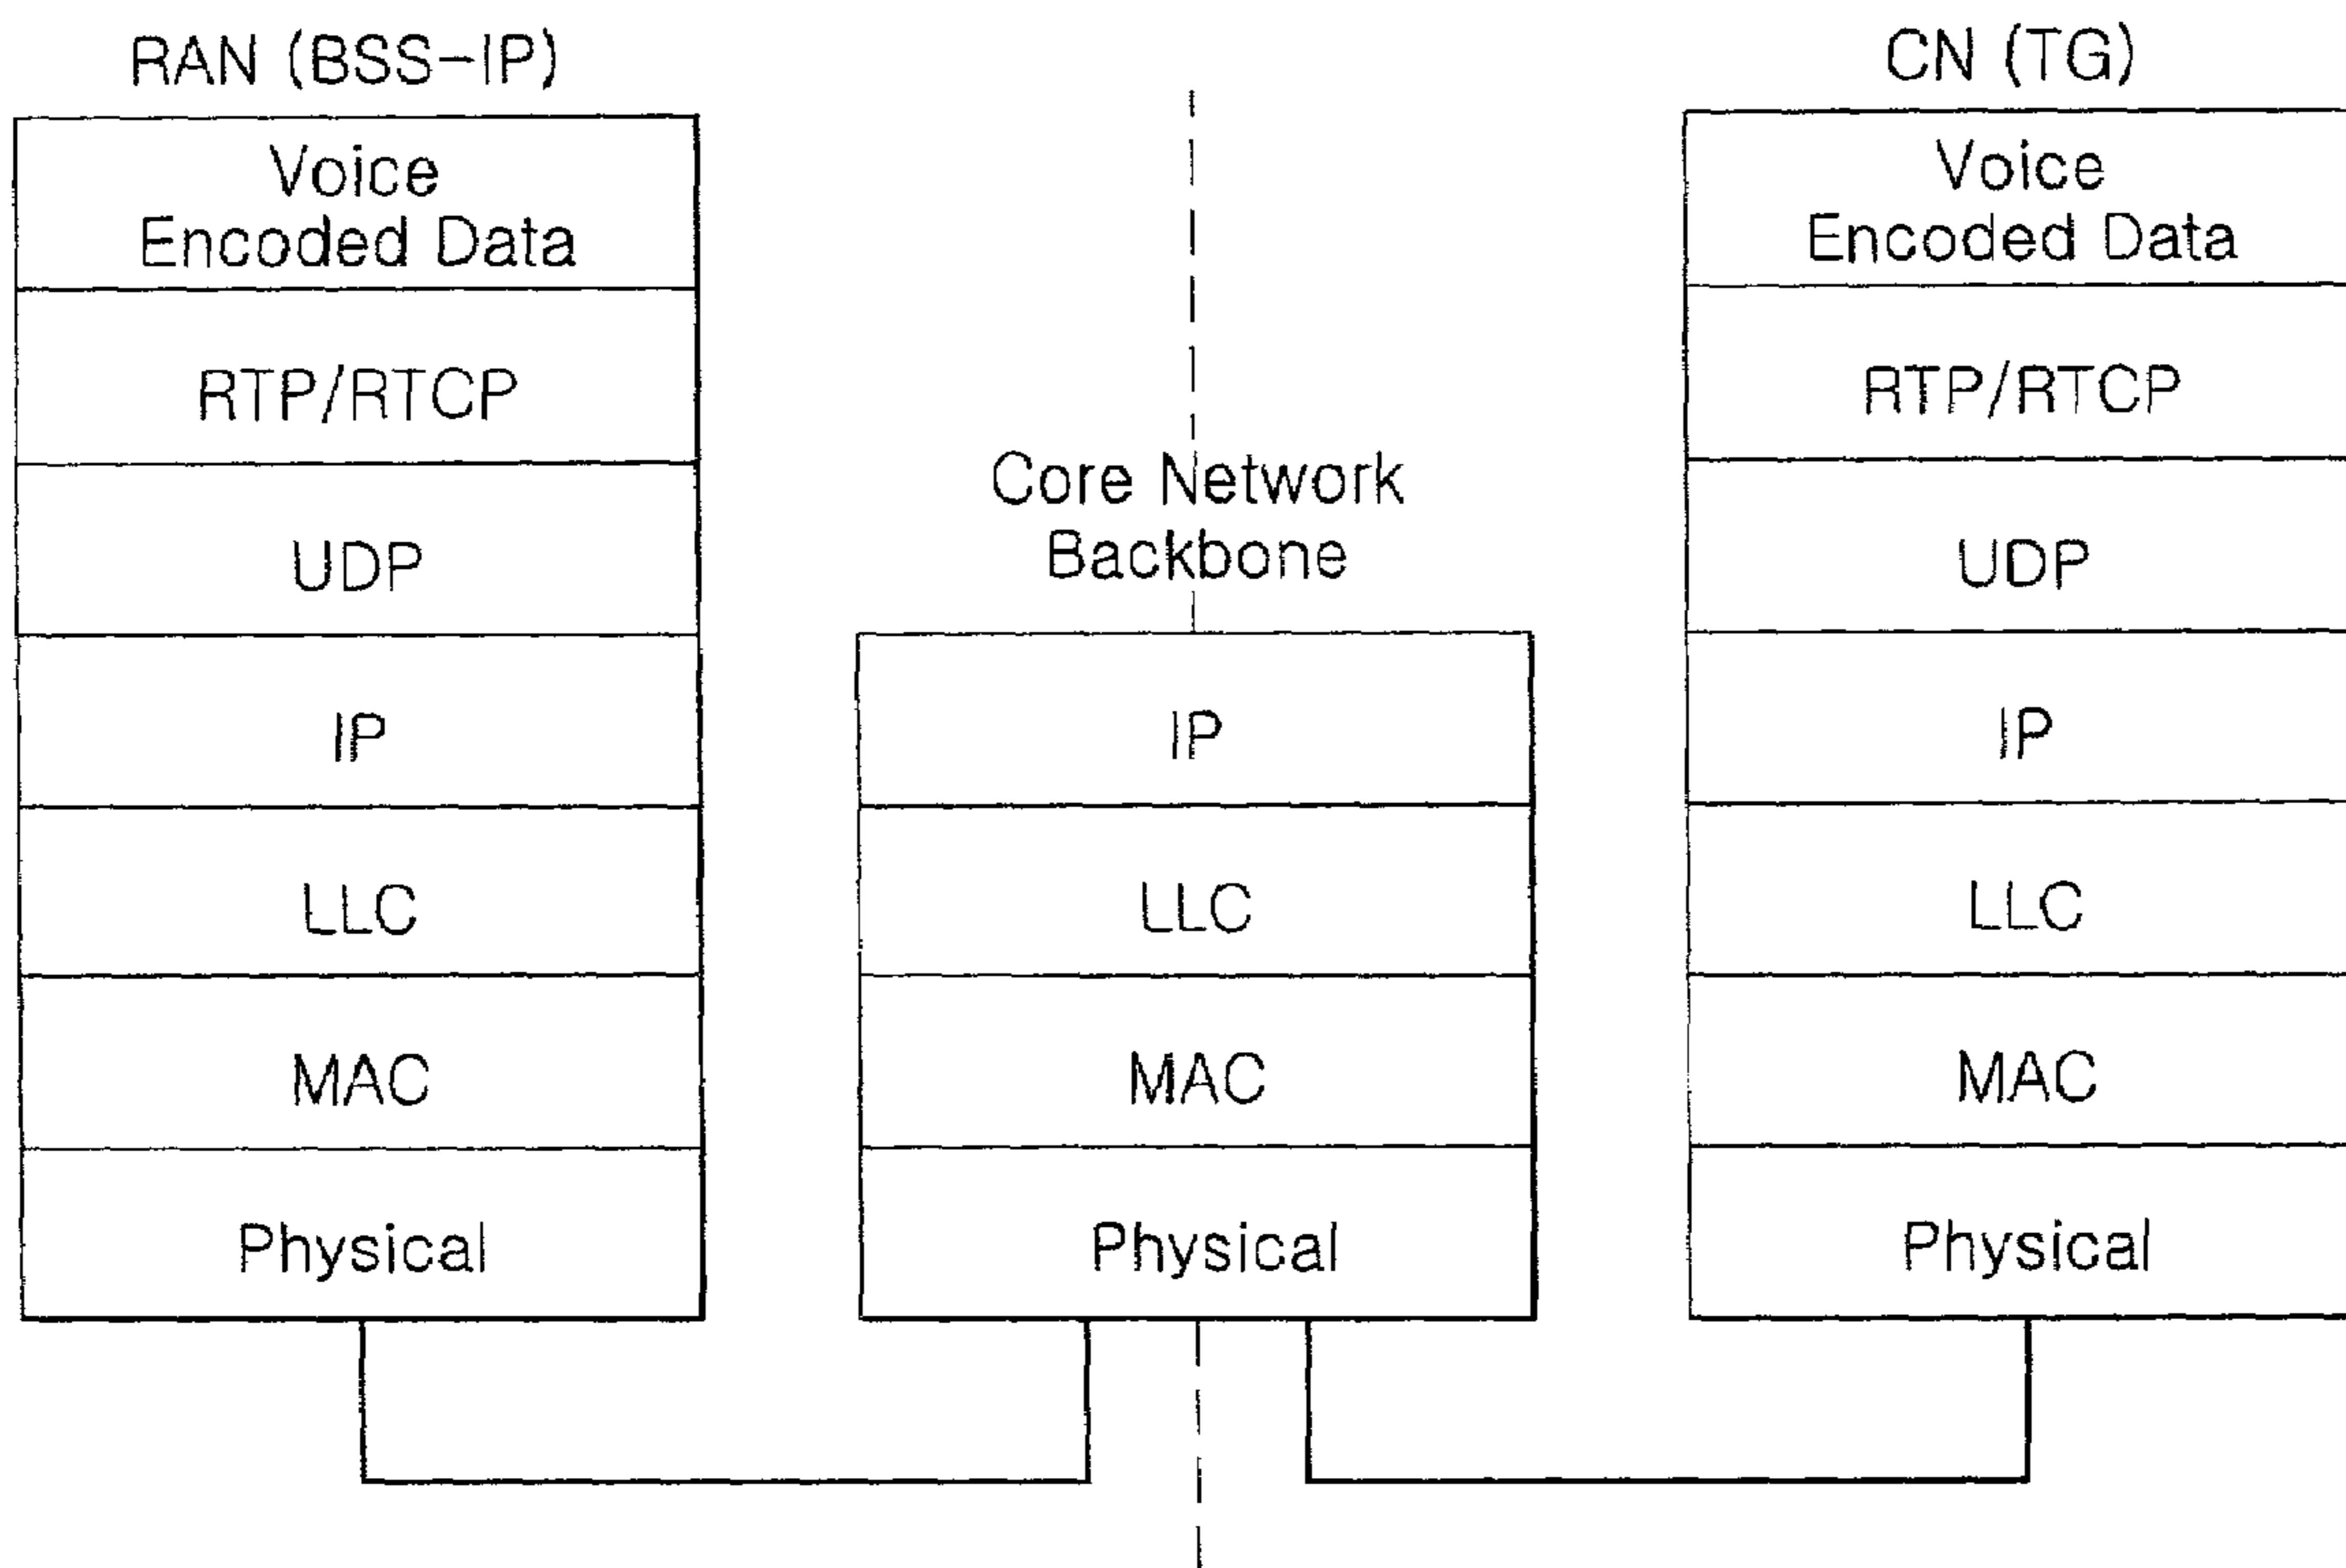 RAN (BSS-IP)
Voice
Encoded Data
RTP/RTCP
UDP
IP
LLC
MAC
Physical
Core Network
Backbone
IP
LLC
MAC
Physical
CN (TG)
Voice
Encoded Data
RTP/RTCP
UDP
IP
LLC
MAC
Physical